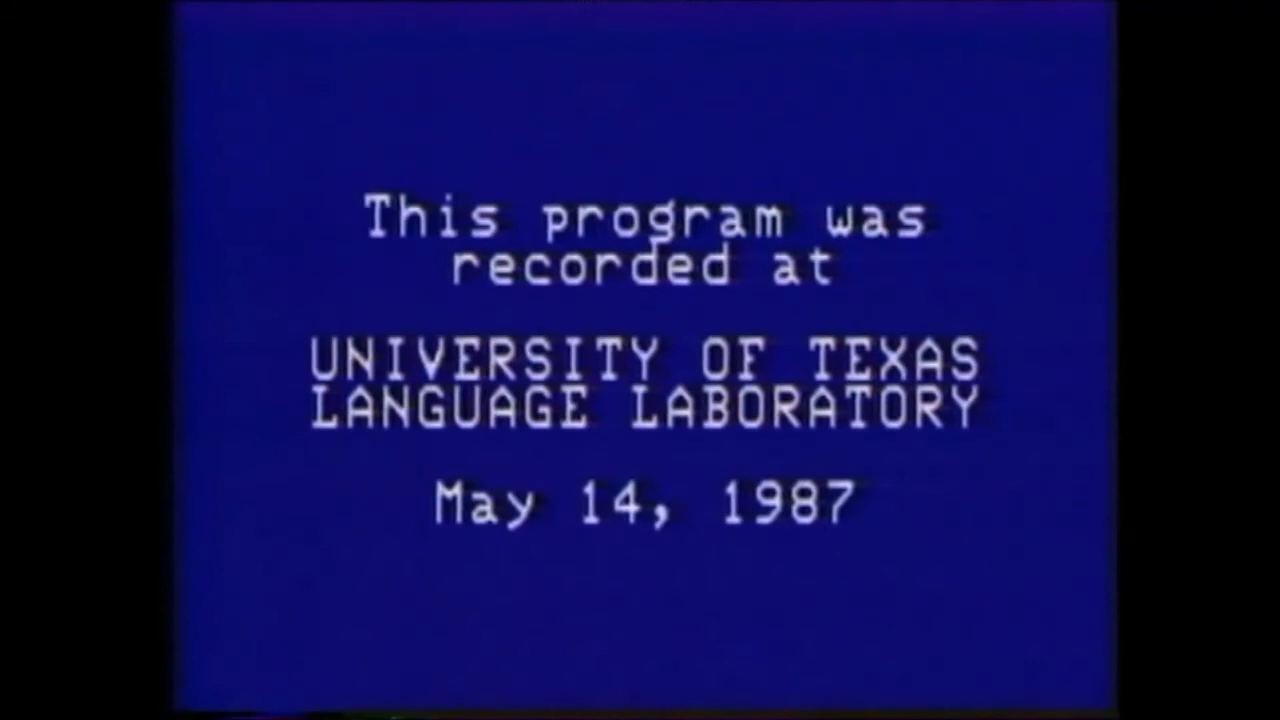 This program was
recorded at
UNIVERSITY OF TEXAS
LANGUAGE LABORATORY
May 14, 1987